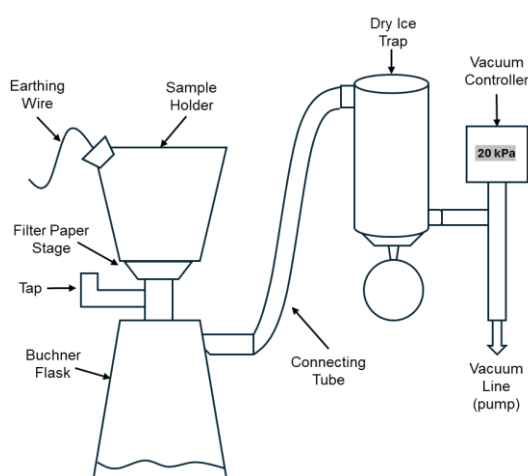 Dry Ice
Trap
Vacuum
Controller
Earthing
Wire
Sample
Holder
20 kPa
Filter Paper
Stage
Tap
Buchner
Flask
Connecting
Tube
Vacuum
Line
(pump)